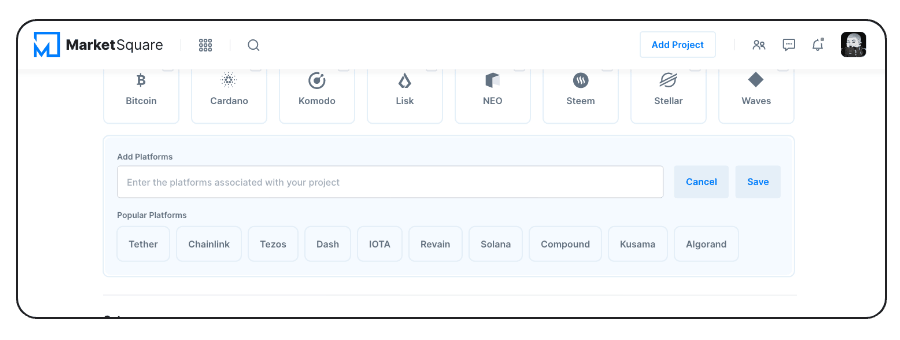 MarketSquare
Add Project
Bitcoin Cardano Komodo Lisk NEO Steem Stellar Waves
Add Platforms
Enter the platforms associated with your project
Cancel Save
Popular Platforms
Tether Chainlink Tezos Dash IOTA Revain Solana Compound Kusama Algorand